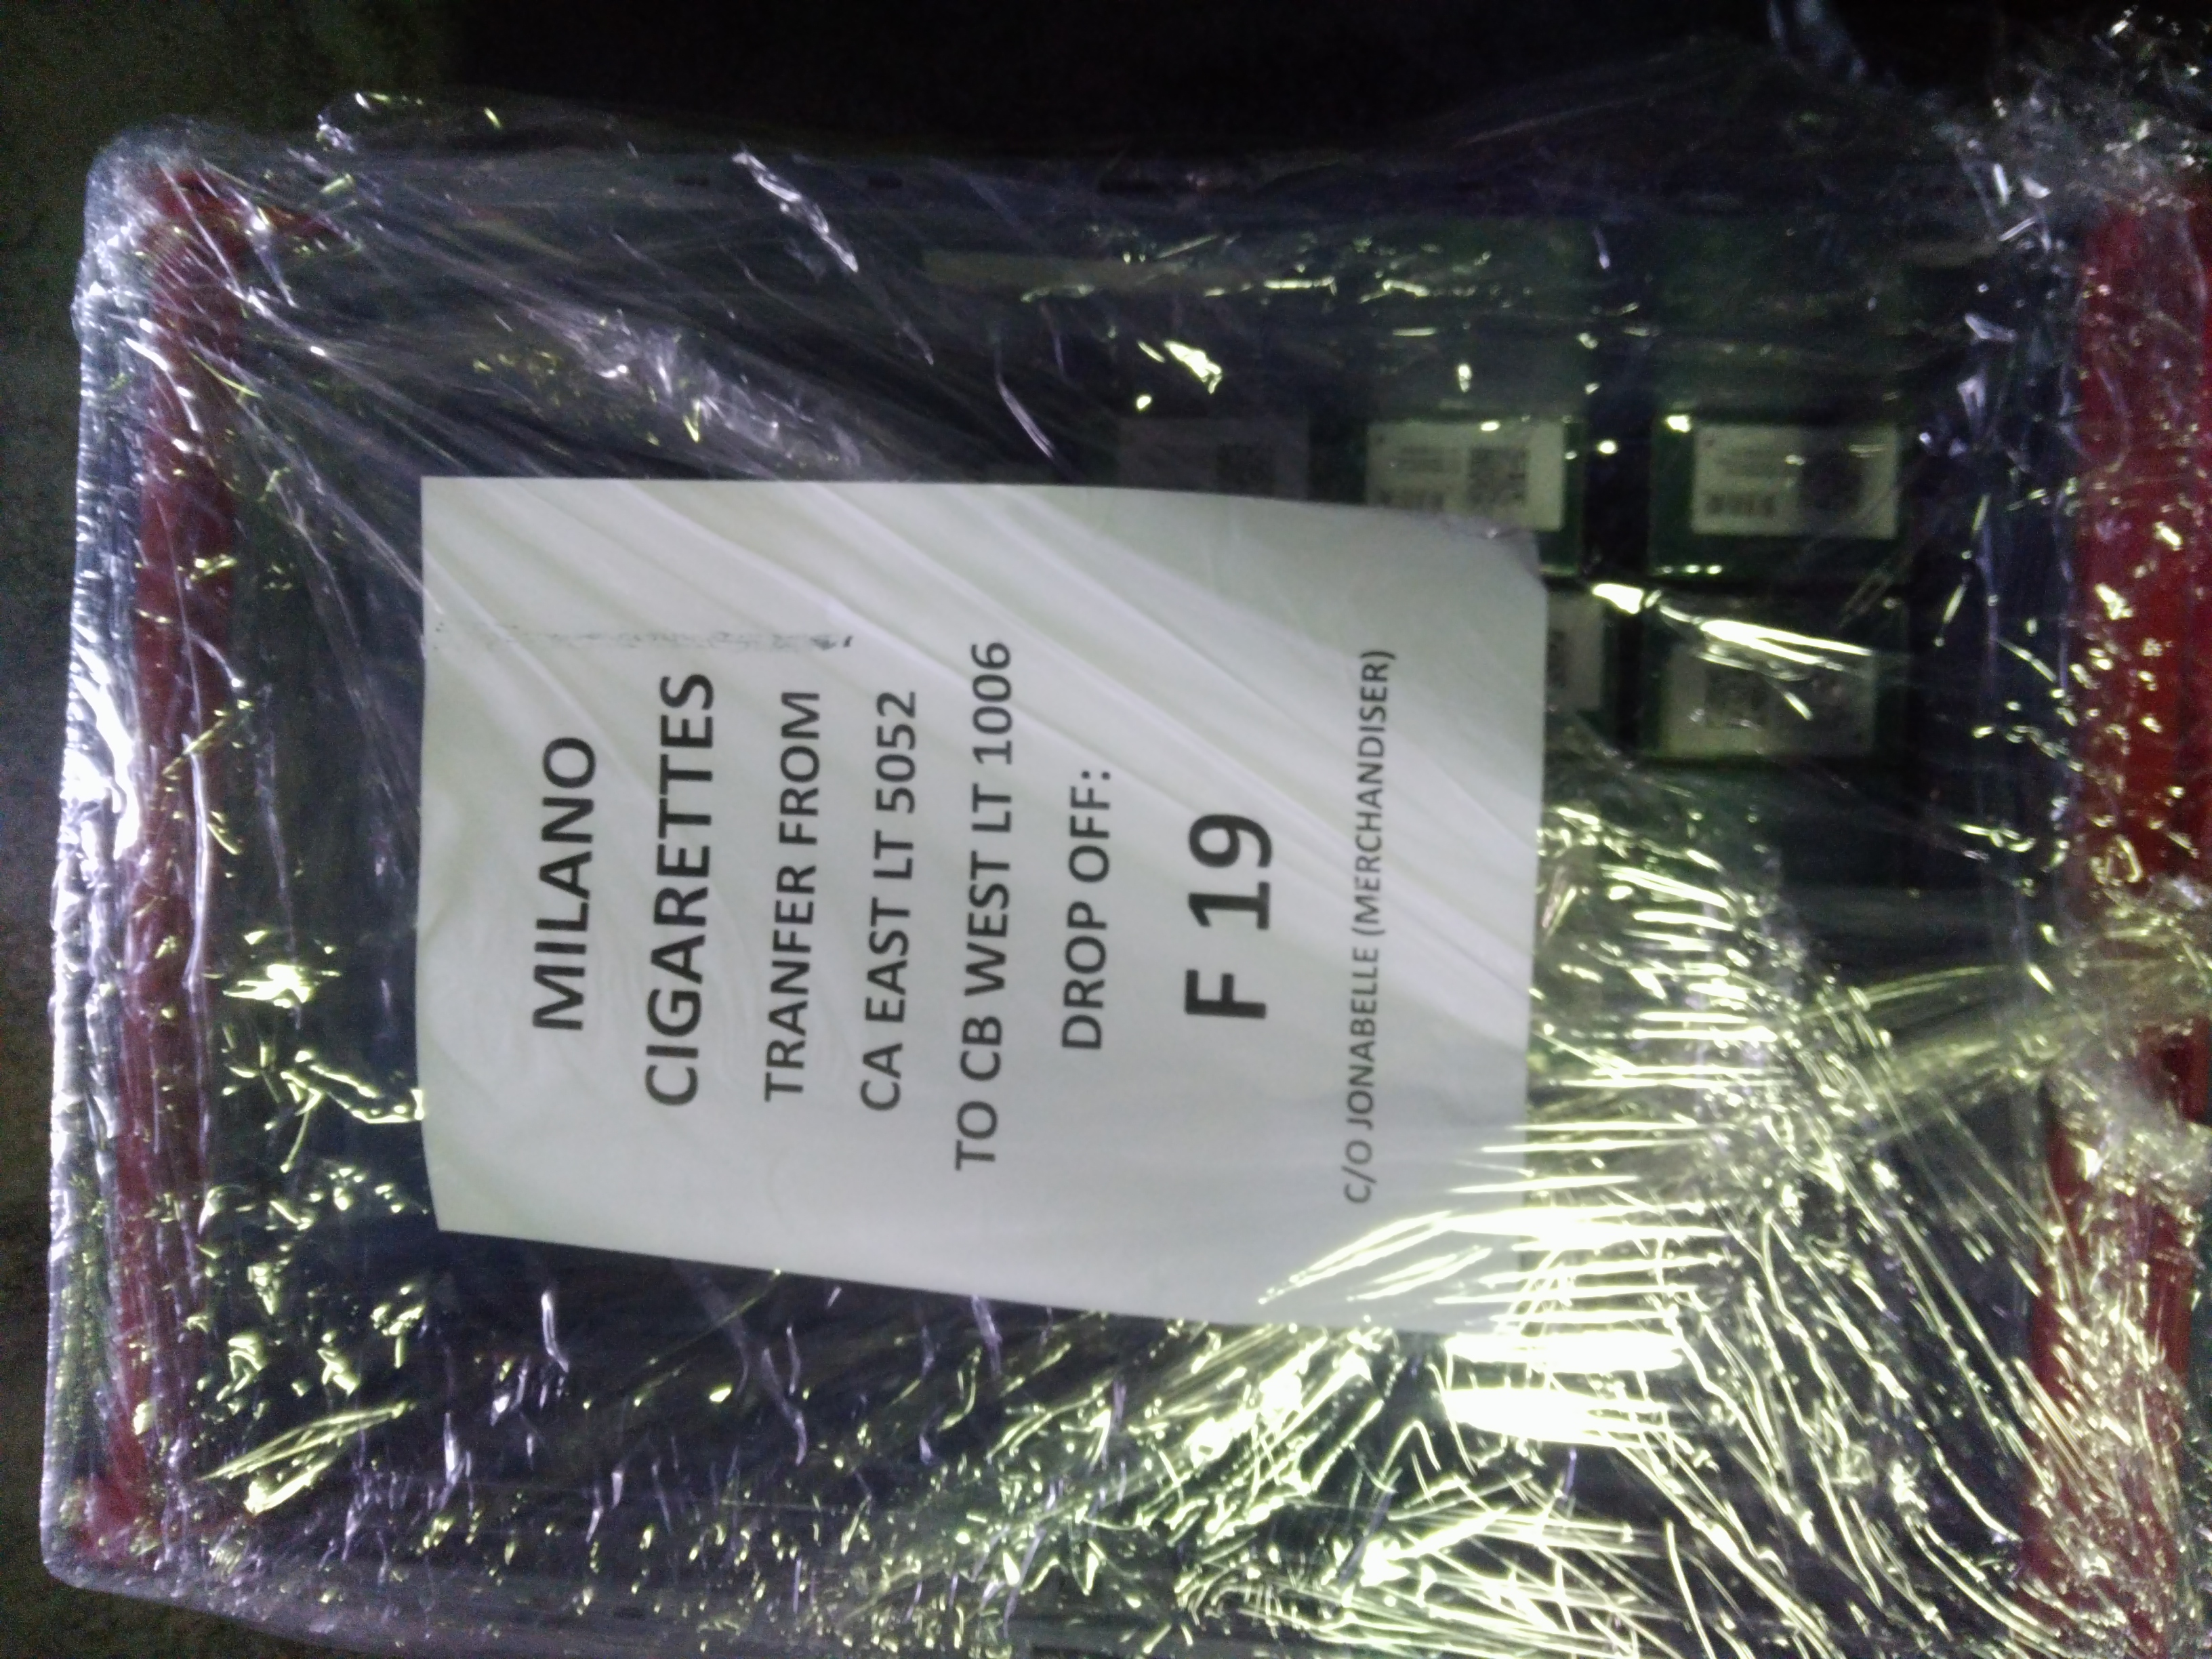 MILANO
CIGARETTES
TRANFER FROM
CA EAST LT 5052
TO CB WEST LT 1006
DROP OFF:
F 19
C/O JONABELLE (MERCHANDISER)